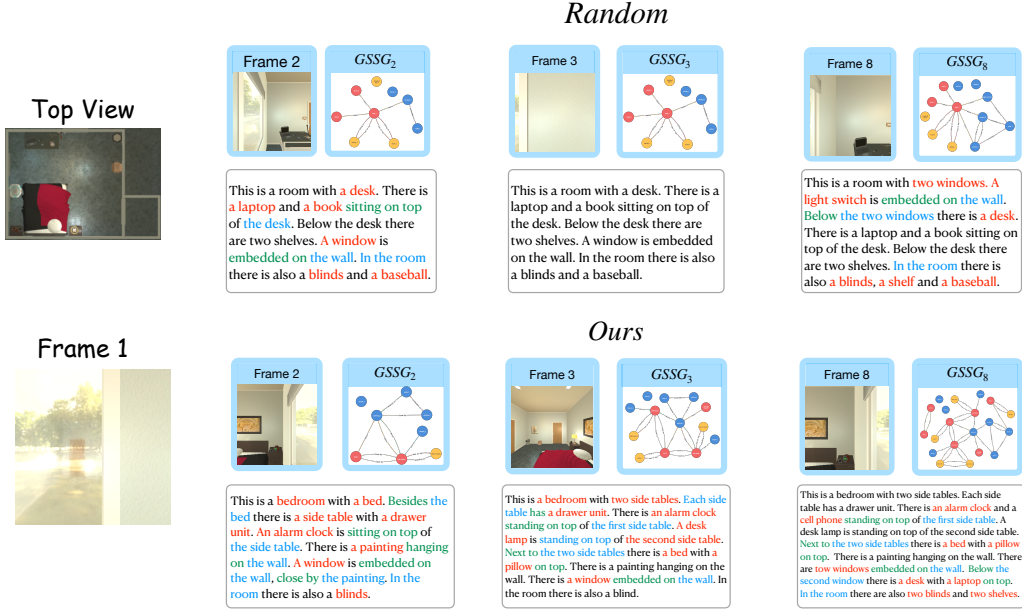 Random
Top View
Frame 2
GSSG2
Frame 3
GSSG3
Frame 8
GSSG8
This is a room with a desk. There is
a laptop and a book sitting on top
of the desk. Below the desk there
are two shelves. A window is
embedded on the wall. In the room
there is also a blinds and a baseball.
This is a room with a desk. There is a
laptop and a book sitting on top of
the desk. Below the desk there are
two shelves. A window is embedded
on the wall. In the room there is also
a blinds and a baseball.
This is a room with two windows. A
light switch is embedded on the wall.
Below the two windows there is a desk.
There is a laptop and a book sitting on
top of the desk. Below the desk there
are two shelves. In the room there is
also a blinds, a shelf and a baseball.
Ours
Frame 1
Frame 2
GSSG2
Frame 3
GSSG3
Frame 8
GSSG8
This is a bedroom with a bed. Besides the
bed there is a side table with a drawer
unit. An alarm clock is sitting on top of
the side table. There is a painting hanging
on the wall. A window is embedded on
the wall, close by the painting. In the
room there is also blinds.
This is a bedroom with two side tables. Each side
table has a drawer unit. There is an alarm clock
standing on top of the first side table. A desk
lamp is standing on top of the second side table.
Next to the two side tables there is a bed with a
pillow on top. There is a painting hanging on the
wall. There is a window embedded on the wall. In
the room there is also a blind.
This is a bedroom with two side tables. Each side
table has a drawer unit. There is an alarm clock and a
cell phone standing on top of the first side table. A
desk lamp is standing on top of the second side table.
Next to the two side tables there is a bed with a pillow
on top. There is a painting hanging on the wall. There
are tow windows embedded on the wall. Below the
second window there is a desk with a laptop on top.
In the room there are also two blinds and two shelves.